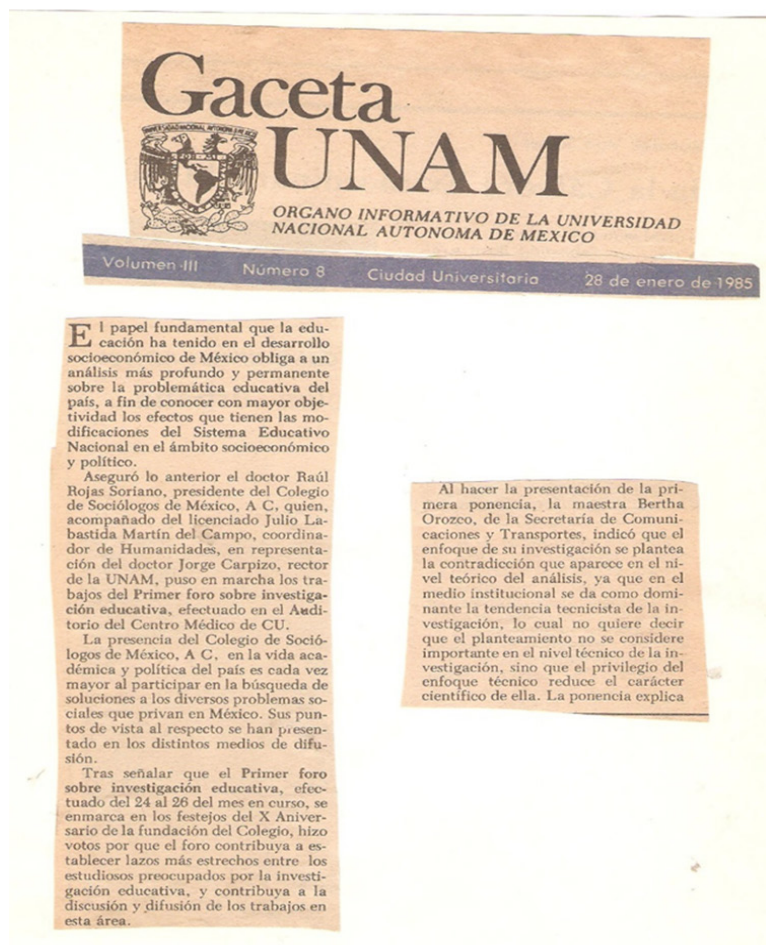 Gaceta
UNAM
ORGANO INFORMATIVO DE LA UNIVERSIDAD
NACIONAL AUTONOMA DE MEXICO
Volumen III Número 8 Ciudad Universitaria 28 de enero de 1985
El papel fundamental que la edu-
cación ha tenido en el desarrollo
socioeconómico de México obliga a un
análisis más profundo y permanente
sobre la problemática educativa del
país, a fin de conocer con mayor obje-
tividad los efectos que tienen las mo-
dificaciones del Sistema Educativo
Nacional en el ámbito socioeconómico
y político.
Aseguró lo anterior el doctor Raúl
Rojas Soriano, presidente del Colegio
de Sociólogos de México, A C, quien,
acompañado del licenciado Julio La-
bastida Martín del Campo, coordina-
dor de Humanidades, en representa-
ción del doctor Jorge Carpizo, rector
de la UNAM, puso en marcha los tra-
bajos del Primer foro sobre investiga-
ción educativa, efectuado en el Audi-
torio del Centro Médico de CU.
La presencia del Colegio de Soció-
logos de México, A C, en la vida aca-
démica y política del país es cada vez
mayor al participar en la búsqueda de
soluciones a los diversos problemas so-
ciales que privan en México. Sus pun-
tos de vista al respecto se han presen-
tado en los distintos medios de difu-
sión.
Tras señalar que el Primer foro
sobre investigación educativa, efec-
tuado del 24 al 26 del mes en curso, se
enmarca en los festejos del X Aniver-
sario de la fundación del Colegio, hizo
votos por que el foro contribuya a es-
tablecer lazos más estrechos entre los
estudiosos preocupados por la investi-
gación educativa, y contribuya a la
discusión y difusión de los trabajos en
esta área.
Al hacer la presentación de la pri-
mera ponencia, la maestra Bertha
Orozco, de la Secretaría de Comuni-
caciones y Transportes, indicó que el
enfoque de su investigación se plantea
la contradicción que aparece en el ni-
vel teórico del análisis, ya que en el
medio institucional se da como domi-
nante la tendencia tecnicista de la in-
vestigación, lo cual no quiere decir
que el planteamiento no se considere
importante en el nivel técnico de la in-
vestigación, sino que el privilegio del
enfoque técnico reduce el carácter
científico de ella. La ponencia explica